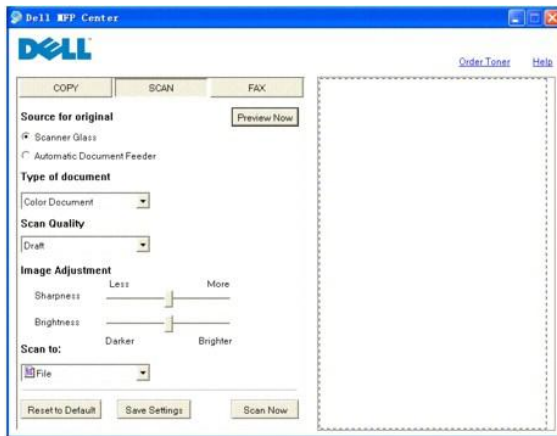 Dell MFP Center
DELL
Order Toner Help
COPY SCAN FAX
Source for original Preview Now
Scanner Glass
Automatic Document Feeder
Type of document
Color Document
Scan Quality
Draft
Image Adjustment
Less More
Sharpness
Brightness
Darker Brighter
Scan to:
File
Reset to Default Save Settings Scan Now